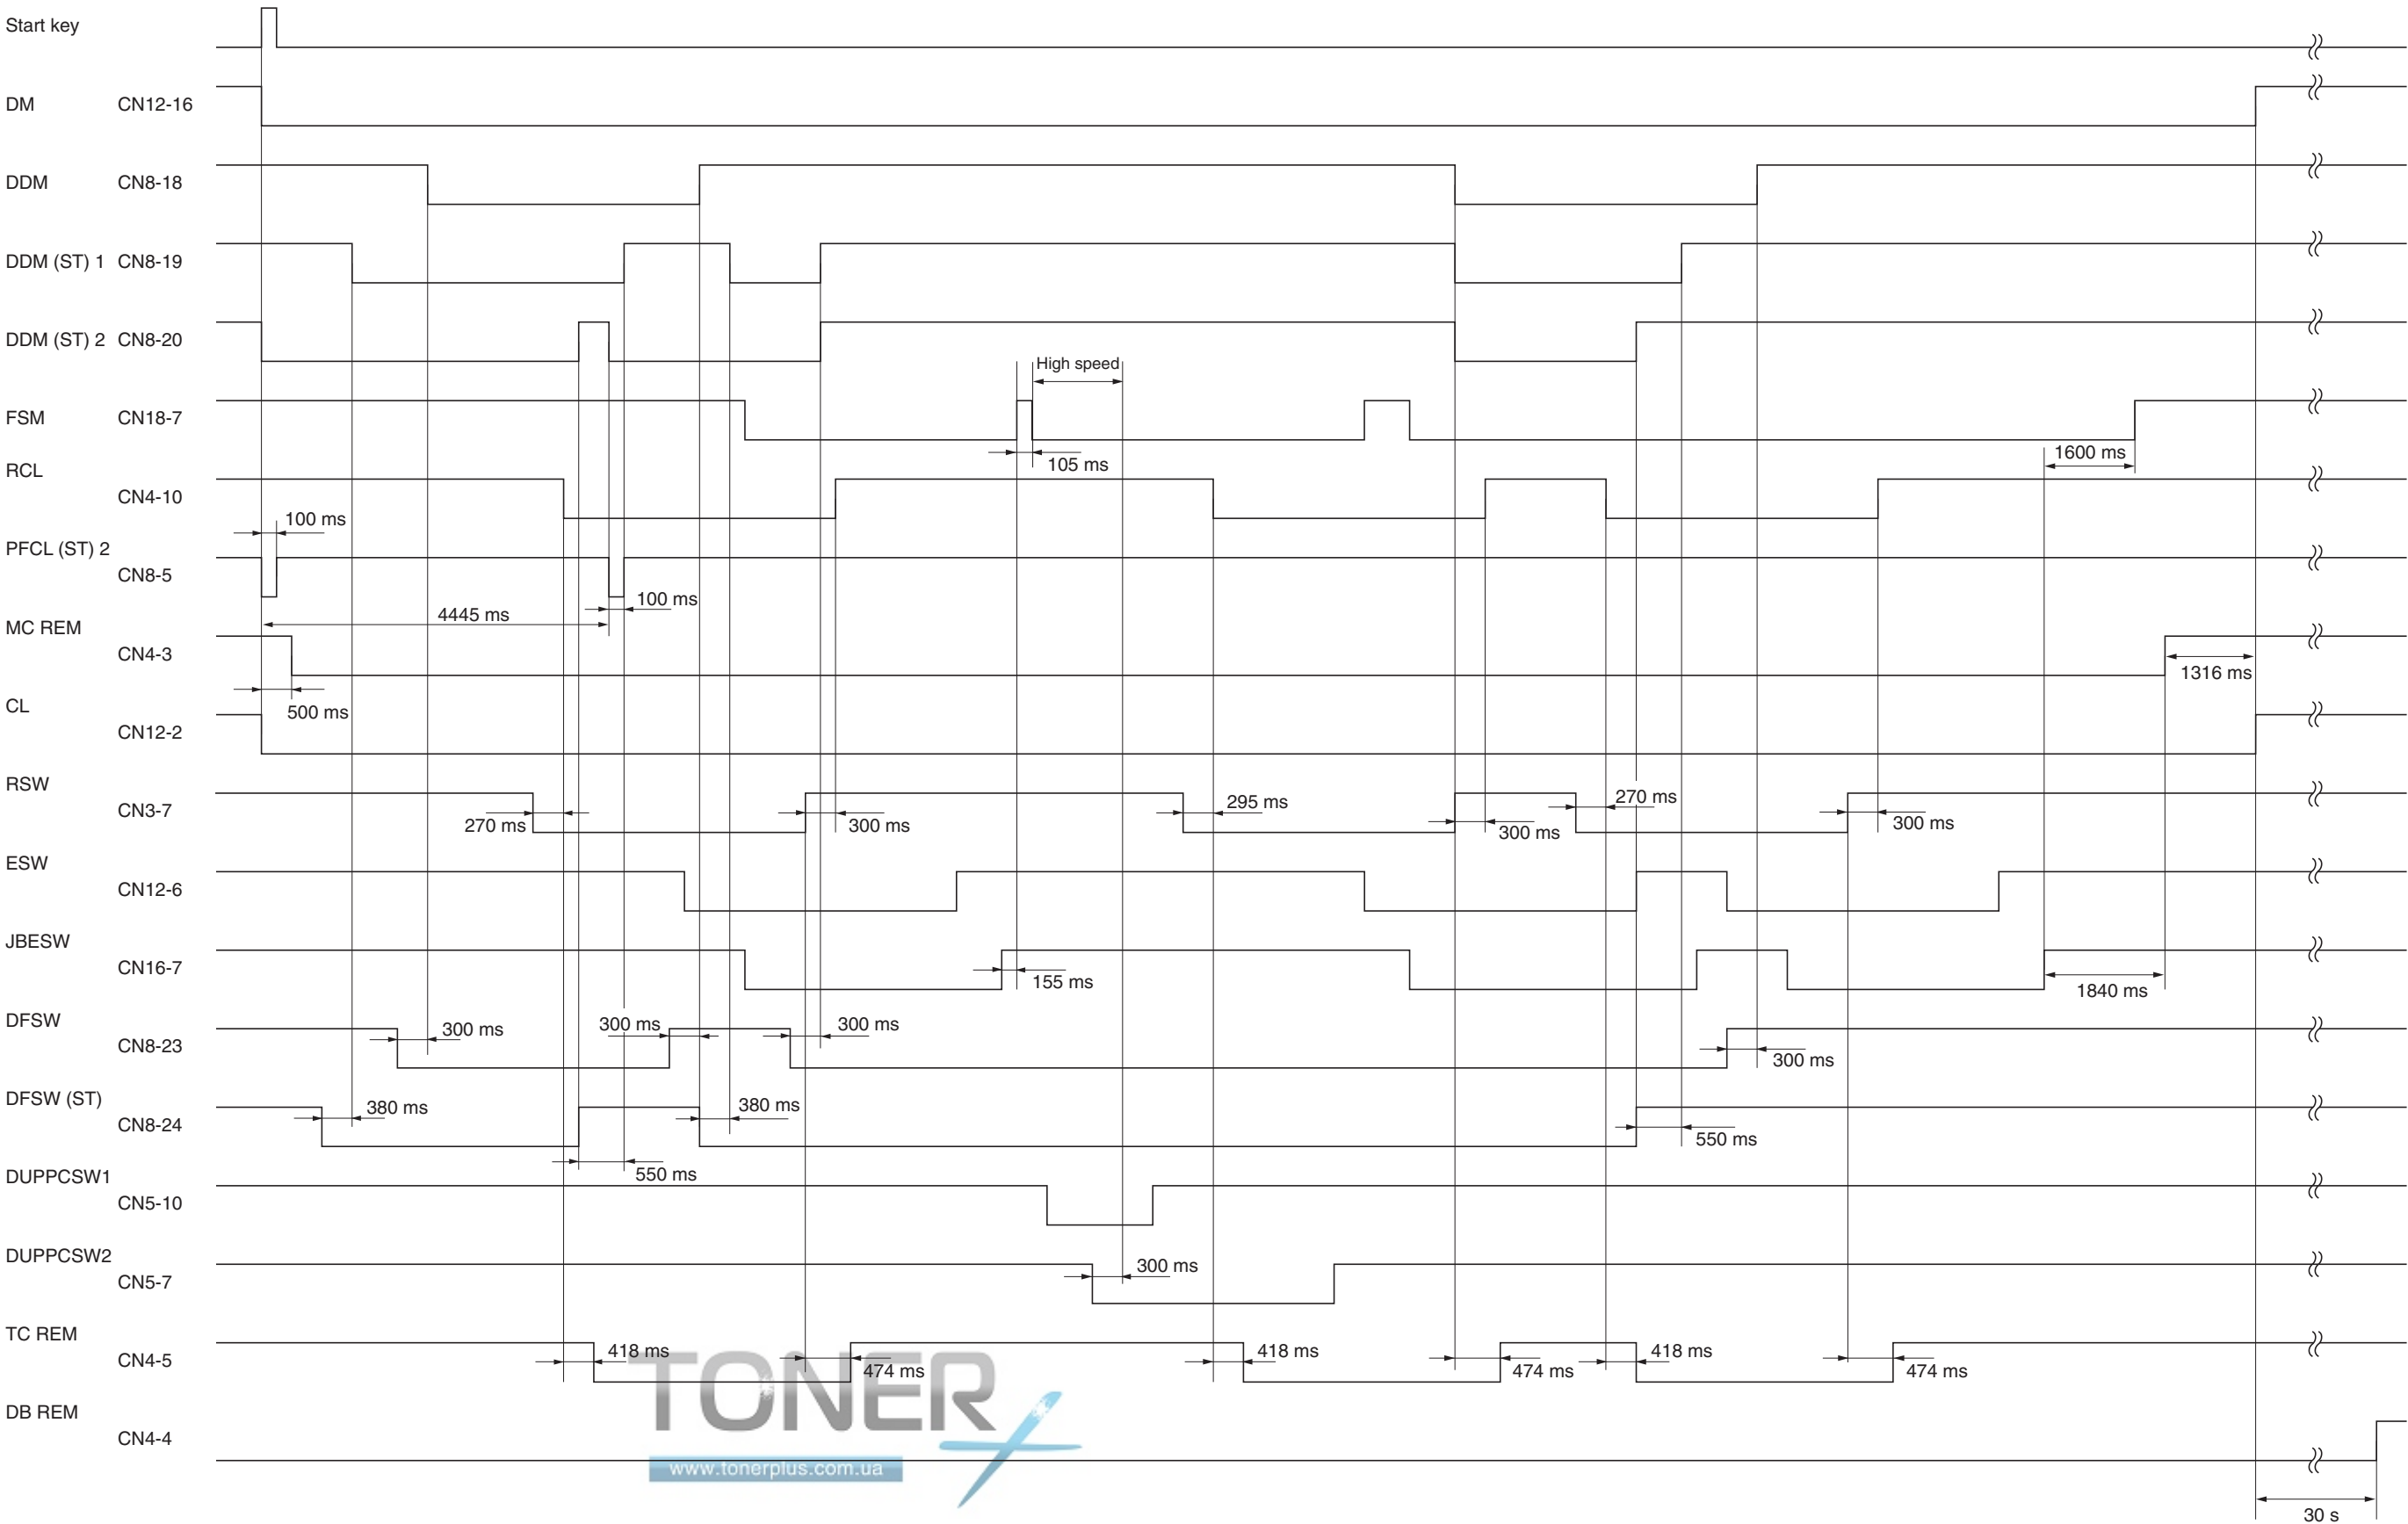 Start key
DM CN12-16
DDM CN8-18
DDM (ST) 1 CN8-19
DDM (ST) 2 CN8-20
High speed
FSM CN18-7
1600 ms
105 ms
RCL
CN4-10
100 ms
PFCL (ST) 2
CN8-5
100 ms
4445 ms
MC REM
CN4-3
1316 ms
500 ms
CL
CN12-2
RSW
CN3-7
270 ms
300 ms
295 ms
300 ms
270 ms
300 ms
ESW
CN12-6
JBESW
CN16-7
155 ms
1840 ms
DFSW
CN8-23
300 ms
300 ms
300 ms
300 ms
DFSW (ST)
CN8-24
380 ms
380 ms
550 ms
550 ms
DUPPCSW1
CN5-10
DUPPCSW2
CN5-7
300 ms
TC REM
CN4-5
418 ms
474 ms
418 ms
474 ms
418 ms
474 ms
TONER
DB REM
CN4-4
www.tonerplus.com.ua
30 s